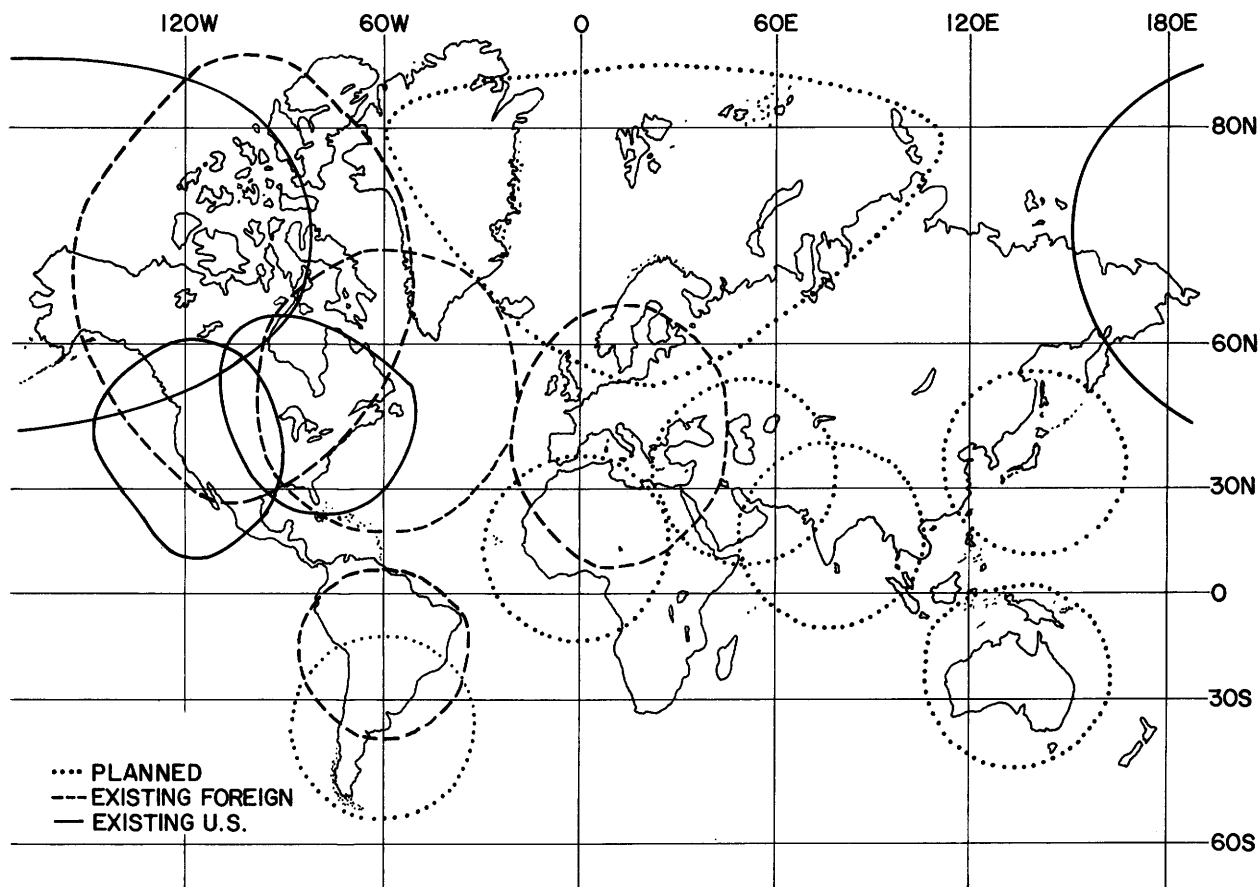 120W 60W 0 60E 120E 180E
80N
60N
30N
0
30S
60S
PLANNED
EXISTING FOREIGN
EXISTING U.S.